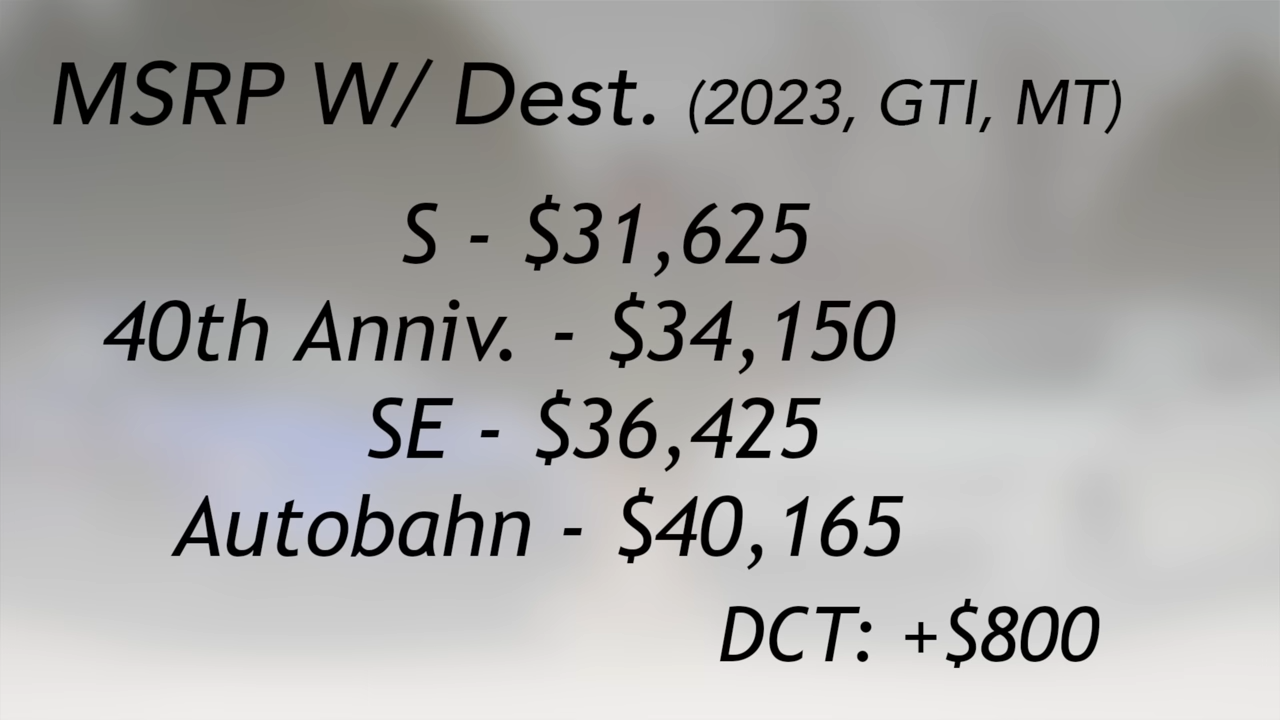 MSRP W/ Dest. (2023, GTI, MT)
S - $31,625
40th Anniv. - $34,150
SE - $36,425
Autobahn - $40,165
DCT: +$800